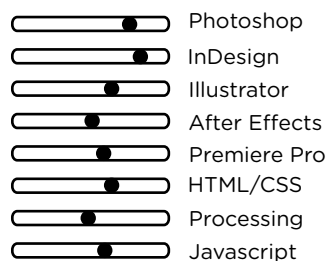 Photoshop
InDesign
Illustrator
After Effects
Premiere Pro
HTML/CSS
Processing
Javascript